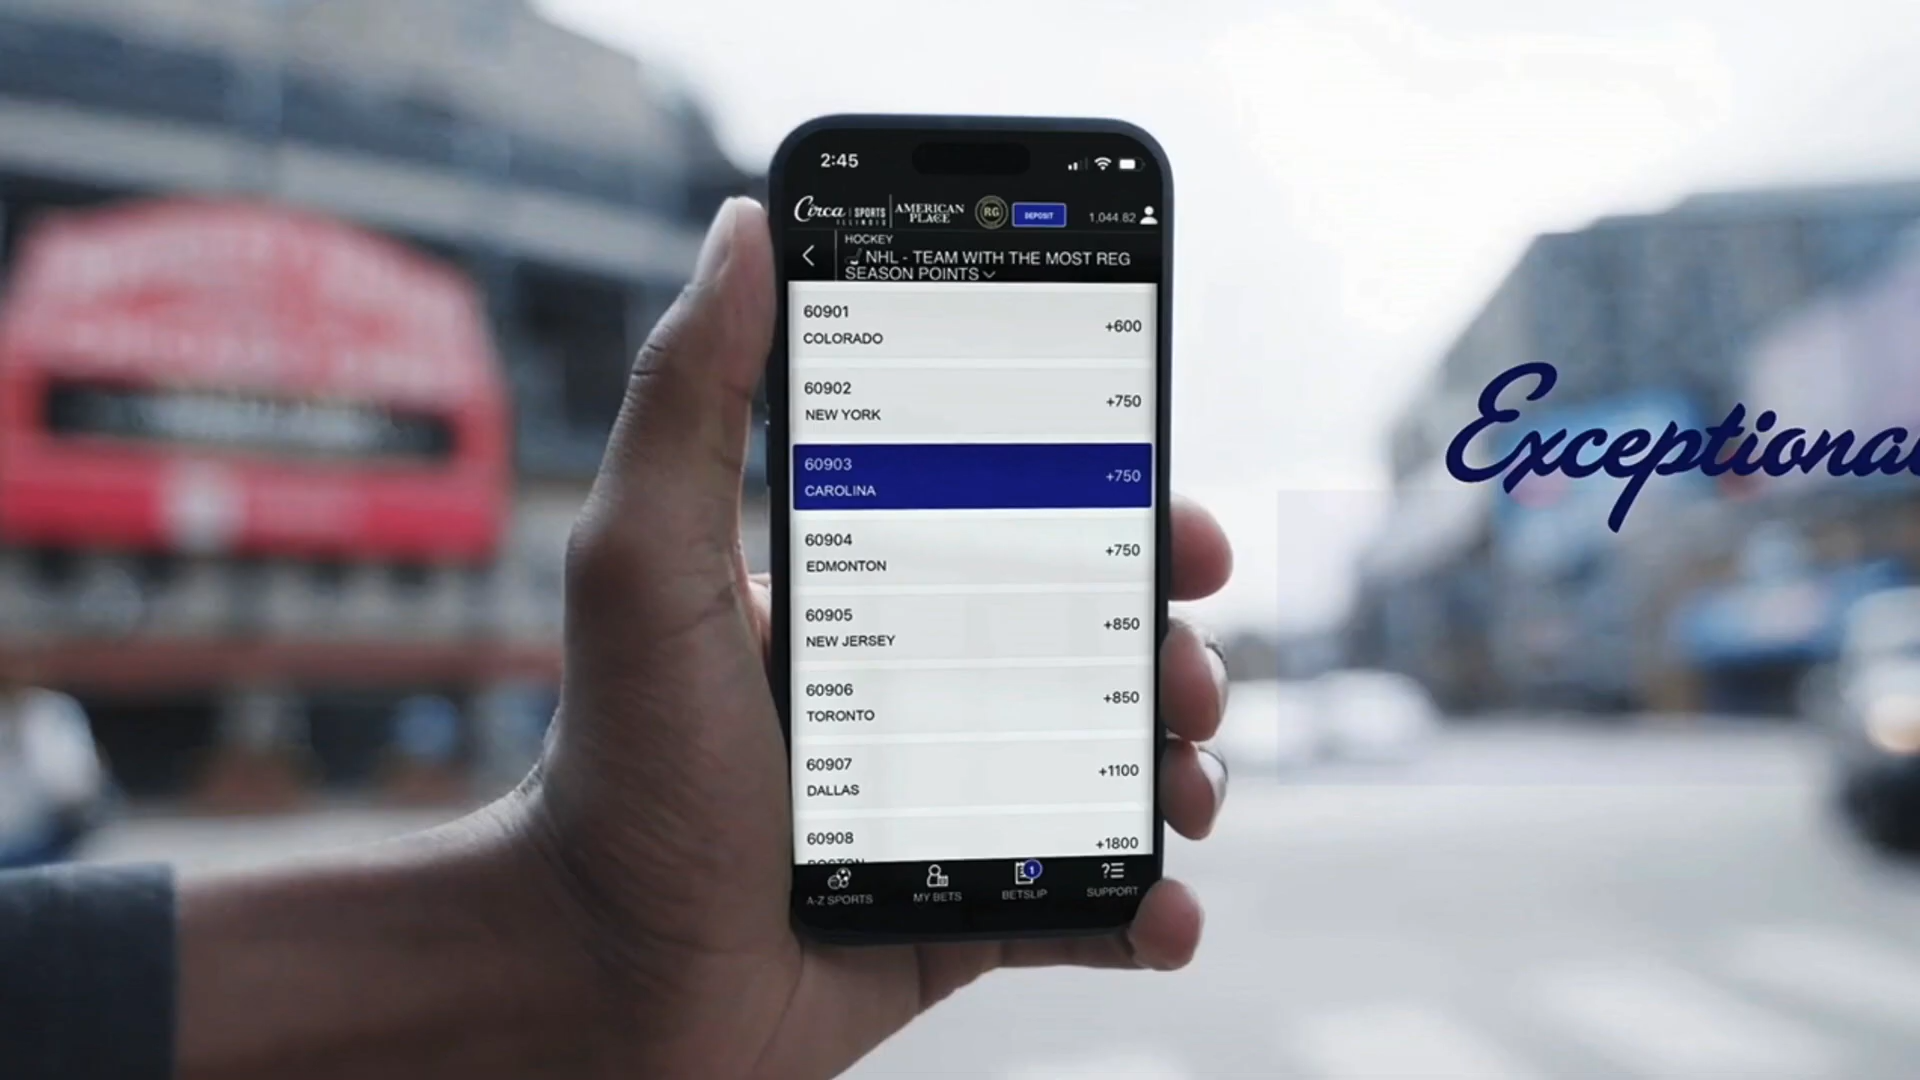 2:45
Circa SPORTS ILLINOIS AMERICAN PLACE RG DEPOSIT 1,044.82
HOCKEY
NHL - TEAM WITH THE MOST REG
SEASON POINTS
60901
COLORADO +600
60902
NEW YORK +750
60903
CAROLINA +750
60904
EDMONTON +750
60905
NEW JERSEY +850
60906
TORONTO +850
60907
DALLAS +1100
60908
BOSTON +1800
A-Z SPORTS MY BETS 1 BETSLIP SUPPORT
Exceptional